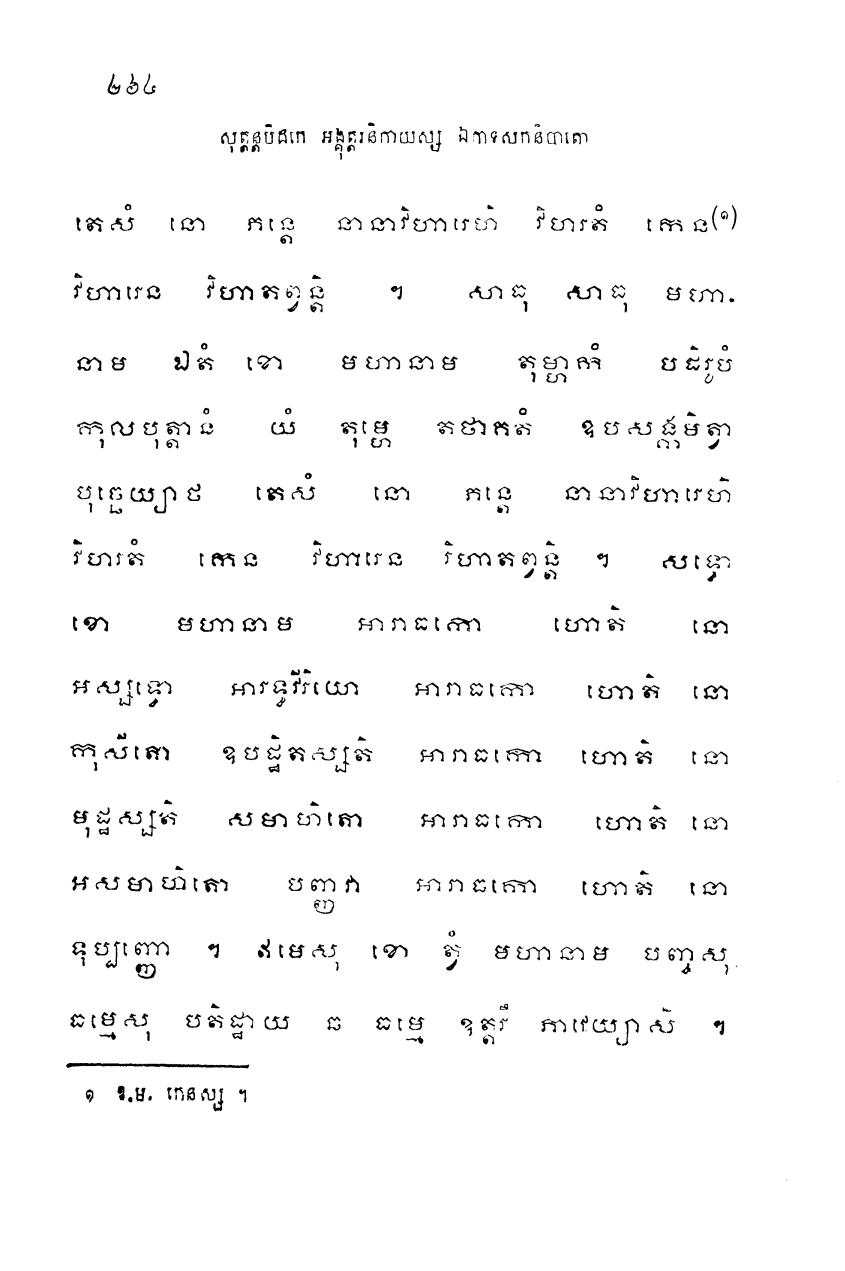 ២៦៤
សុត្តន្តបិដកេ អង្គុត្តរនិកាយស្ស ឯកាទសកនិបាតោ
តេសំ នោ ភន្តេ នានាវិហារេហិ វិហរតំ កេន(១)
វិហារេន វិហាតព្វន្តិ ។ សាធុ សាធុ មហា-
នាម ឯតំ ខោ មហានាម តុម្ហាកំ បដិរូបំ
កុលបុត្តានំ យំ តុម្ហេ តថាគតំ ឧបសង្កមិត្វា
បុច្ឆេយ្យាថ តេសំ នោ ភន្តេ នានាវិហារេហិ
វិហរតំ កេន វិហារេន វិហាតព្វន្តិ ។ សទ្ធោ
ខោ មហានាម អារាធកោ ហោតិ នោ
អស្សទ្ធោ អារទ្ធវីរិយោ អារាធកោ ហោតិ នោ
កុសីតោ ឧបដ្ឋិតស្សតិ អារាធកោ ហោតិ នោ
មុដ្ឋស្សតិ សមាហិតោ អារាធកោ ហោតិ នោ
អសមាហិតោ បញ្ញវា អារាធកោ ហោតិ នោ
ទុប្បញ្ញោ ។ ឥមេសុ ខោ ត្វំ មហានាម បញ្ចសុ
ធម្មេសុ បតិដ្ឋាយ ឆ ធម្មេ ឧត្តរឹ ភាវេយ្យាសិ ។
១ ឱ.ម. កេនស្ស ។